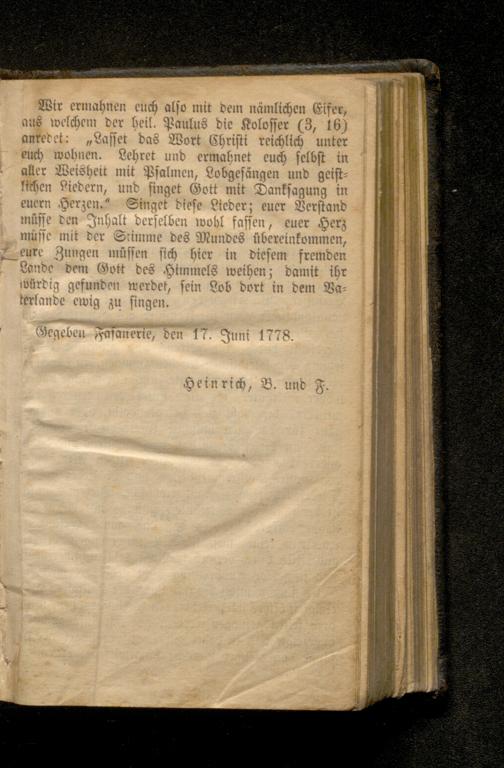 Wir ermahnen euch also mit dem nämlichen Eifer,
aus welchem der heil. Paulus die Kolosser (3, 16)
anredet: „Lasset das Wort Christi reichlich unter
euch wohnen. Lehret und ermahnet euch selbst in
aller Weisheit mit Psalmen, Lobgesängen und geist-
lichen Liedern, und singet Gott mit Danksagung in
euern Herzen.“ Singet diese Lieder; euer Verstand
müsse den Inhalt derselben wohl fassen, euer Herz
müsse mit der Stimme des Mundes übereinkommen,
eure Zungen müssen sich hier in diesem fremden
Lande dem Gott des Himmels weihen; damit ihr
würdig gefunden werdet, sein Lob dort in dem Va-
terlande ewig zu singen.
Gegeben Fasanerie, den 17. Juni 1778.
Heinrich, B. und F.